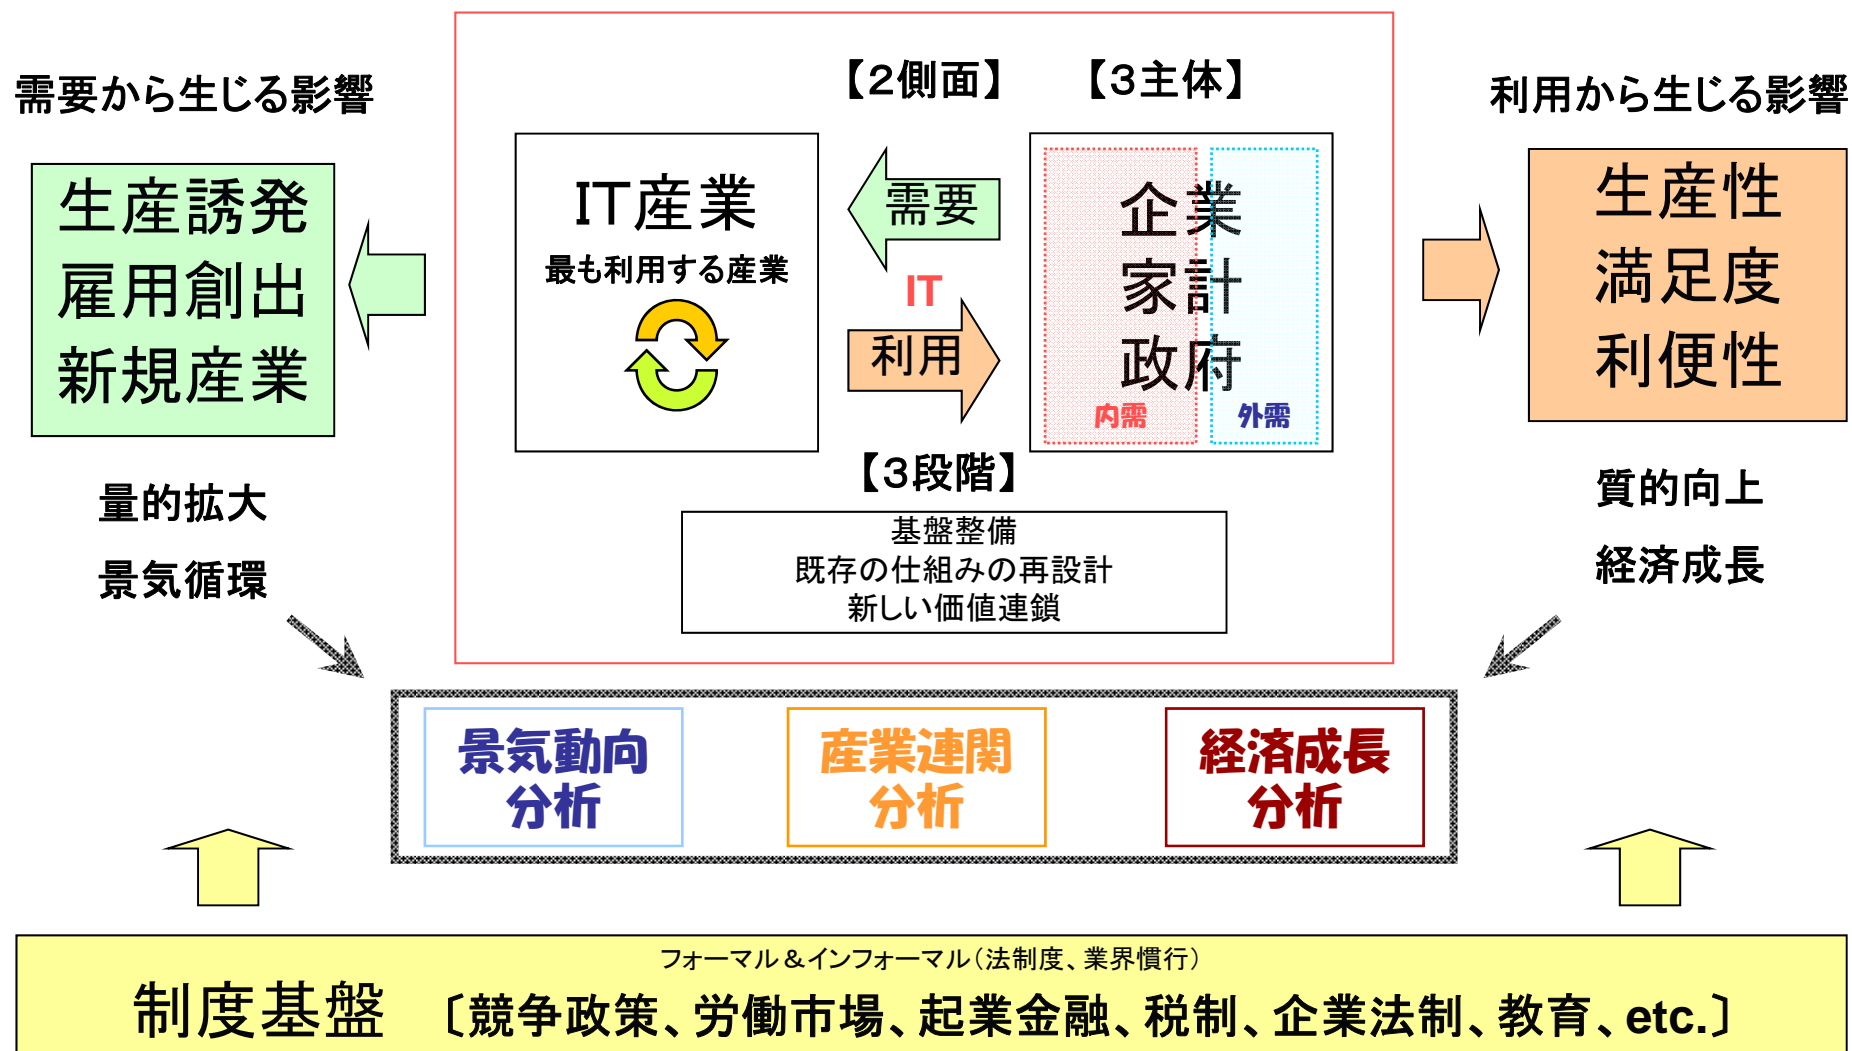 【2側面】
【3主体】
需要から生じる影響
利用から生じる影響
生産誘発
雇用創出
新規産業
IT産業
最も利用する産業
需要
IT
利用
企業
家計
政府
内需
外需
生産性
満足度
利便性
【3段階】
基盤整備
既存の仕組みの再設計
新しい価値連鎖
量的拡大
景気循環
質的向上
経済成長
景気動向
分析
産業連関
分析
経済成長
分析
フォーマル&インフォーマル(法制度、業界慣行)
制度基盤 〔競争政策、労働市場、起業金融、税制、企業法制、教育、etc.〕